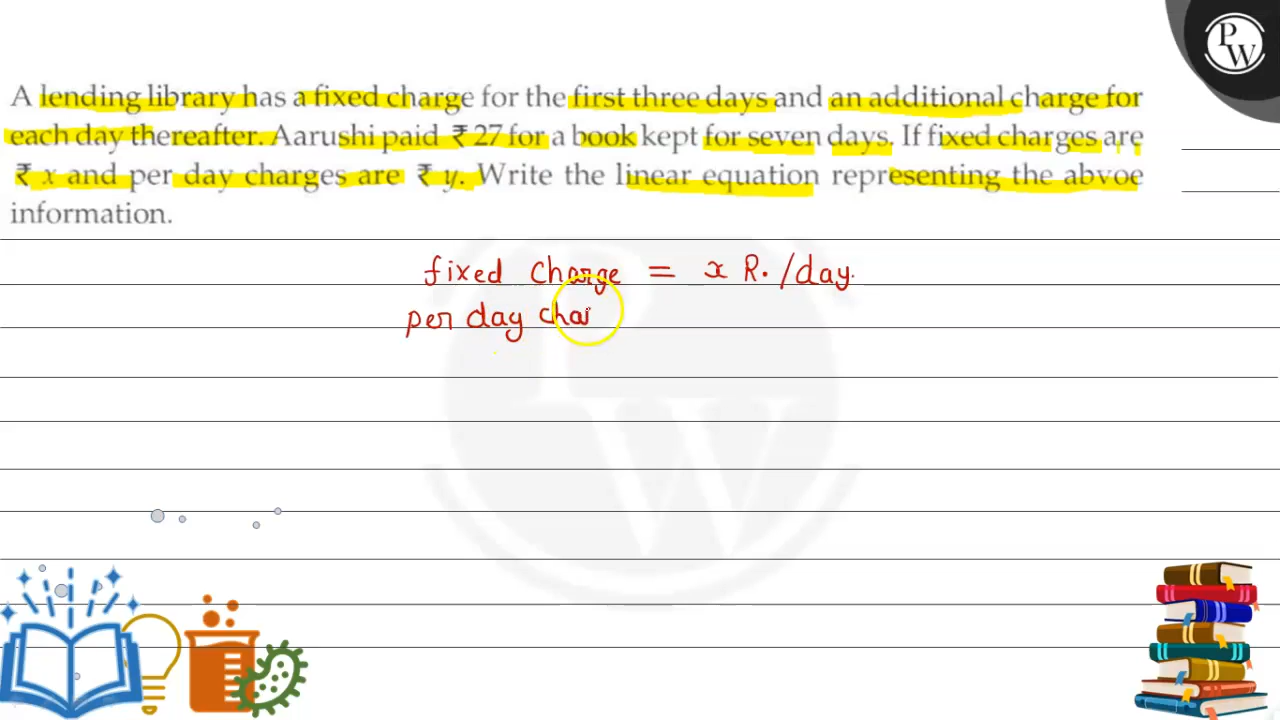 P
W
A lending library has a fixed charge for the first three days and an additional charge for
each day thereafter. Aarushi paid ₹ 27 for a book kept for seven days. If fixed charges are
₹ x and per day charges are ₹ y. Write the linear equation representing the abvoe
information.
fixed charge = x R. /day.
per day cha
P
W